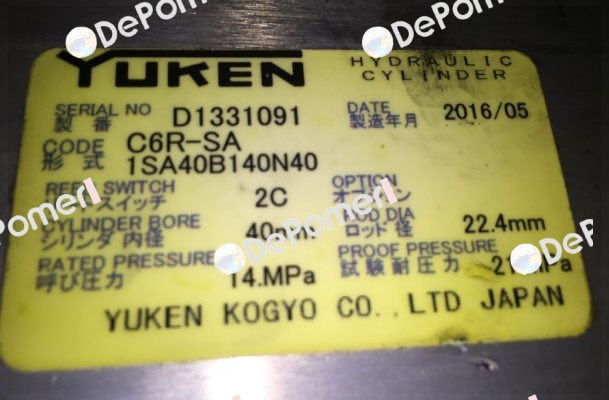 YUKEN HYDRAULIC CYLINDER
SERIAL NO 製番 D1331091 DATE 製造年月 2016/05
CODE 形式 C6R-SA 1SA40B140N40
SWITCH スイッチ 2C OPTION
CYLINDER BORE シリンダ内径 40mm DIA ロッド径 22.4mm
RATED PRESSURE 呼び圧力 14.MPa PROOF PRESSURE 試験耐圧力
YUKEN KOGYO CO.,LTD JAPAN
DePomeri
DePomeri